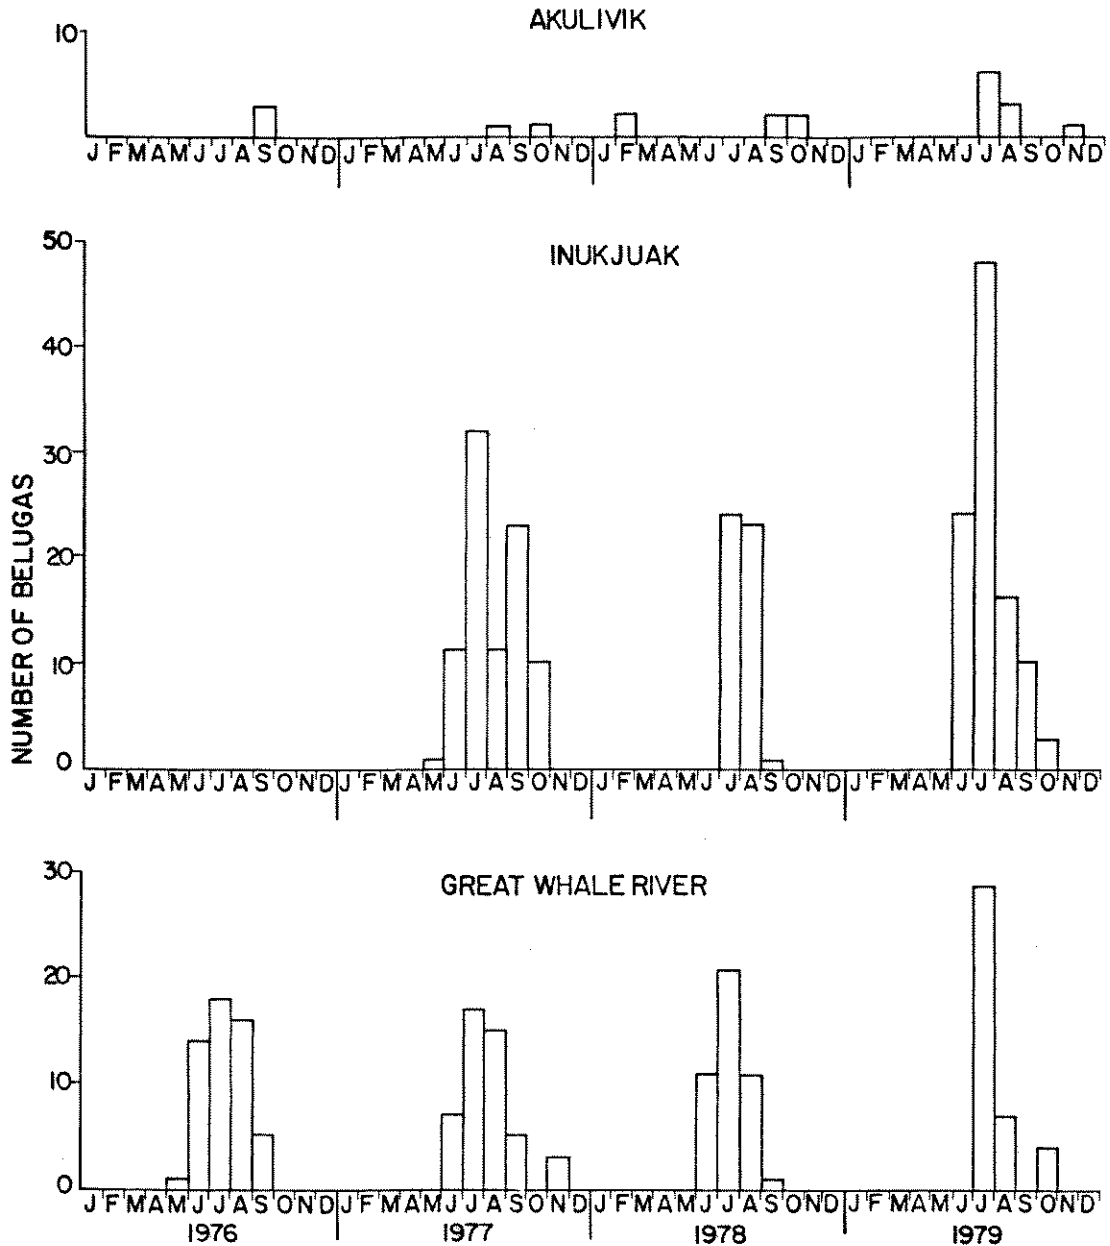 AKULIVIK
10
J F M A M J J A S O N D J F M A M J J A S O N D J F M A M J J A S O N D J F M A M J J A S O N D
INUKJUAK
50
40
30
20
10
0
NUMBER OF BELUGAS
J F M A M J J A S O N D J F M A M J J A S O N D J F M A M J J A S O N D J F M A M J J A S O N D
GREAT WHALE RIVER
30
20
10
0
J F M A M J J A S O N D J F M A M J J A S O N D J F M A M J J A S O N D J F M A M J J A S O N D
1976 1977 1978 1979